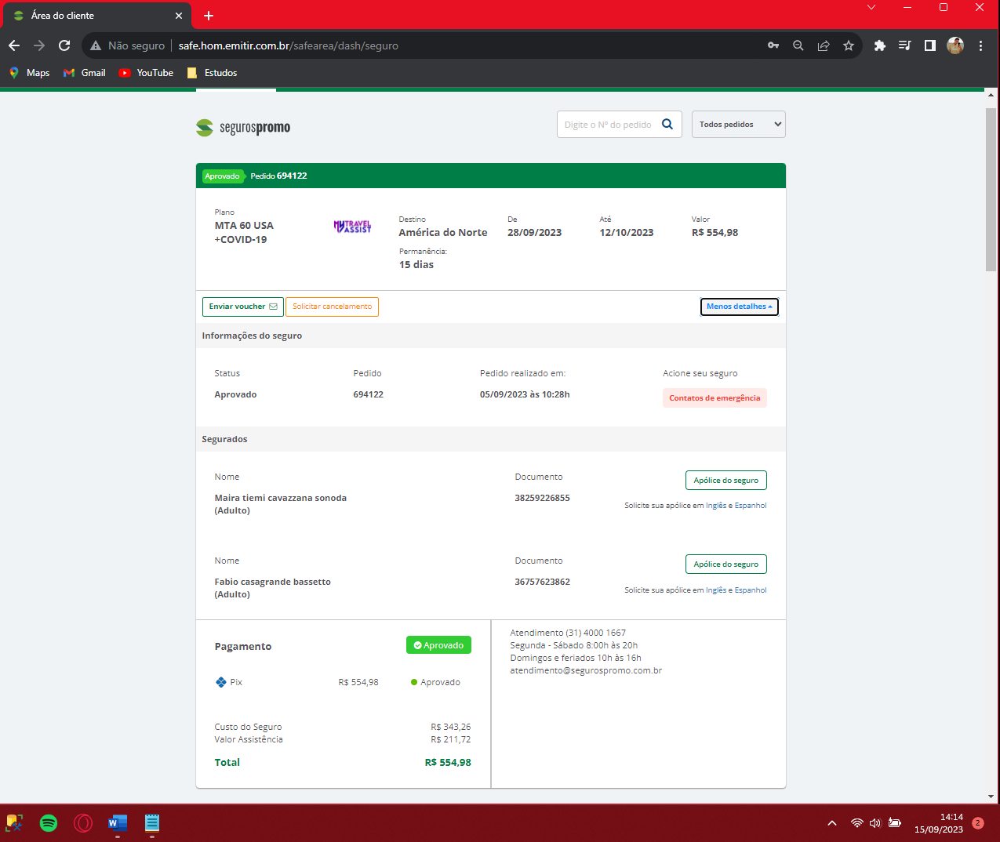 Área do cliente
Não seguro
safe.hom.emitir.com.br/safearea/dash/seguro
Maps
Gmail
YouTube
Estudos
segurospromo
Digite o Nº do pedido
Todos pedidos
Aprovado
Pedido 694122
Plano
MTA 60 USA
+COVID-19
MYTRAVEL
ASSIST
Destino
América do Norte
Permanência:
15 dias
De
28/09/2023
Até
12/10/2023
Valor
R$ 554,98
Enviar voucher
Solicitar cancelamento
Menos detalhes
Informações do seguro
Status
Aprovado
Pedido
694122
Pedido realizado em:
05/09/2023 às 10:28h
Acione seu seguro
Contatos de emergência
Segurados
Nome
Maira tiemi cavazzana sonoda
(Adulto)
Documento
38259226855
Apólice do seguro
Solicite sua apólice em Inglês e Espanhol
Nome
Fabio casagrande bassetto
(Adulto)
Documento
36757623862
Apólice do seguro
Solicite sua apólice em Inglês e Espanhol
Pagamento
Aprovado
Pix
R$ 554,98
Aprovado
Custo do Seguro
R$ 343,26
Valor Assistência
R$ 211,72
Total
R$ 554,98
Atendimento (31) 4000 1667
Segunda - Sábado 8:00h às 20h
Domingos e feriados 10h às 16h
atendimento@segurospromo.com.br
W
14:14
15/09/2023
2